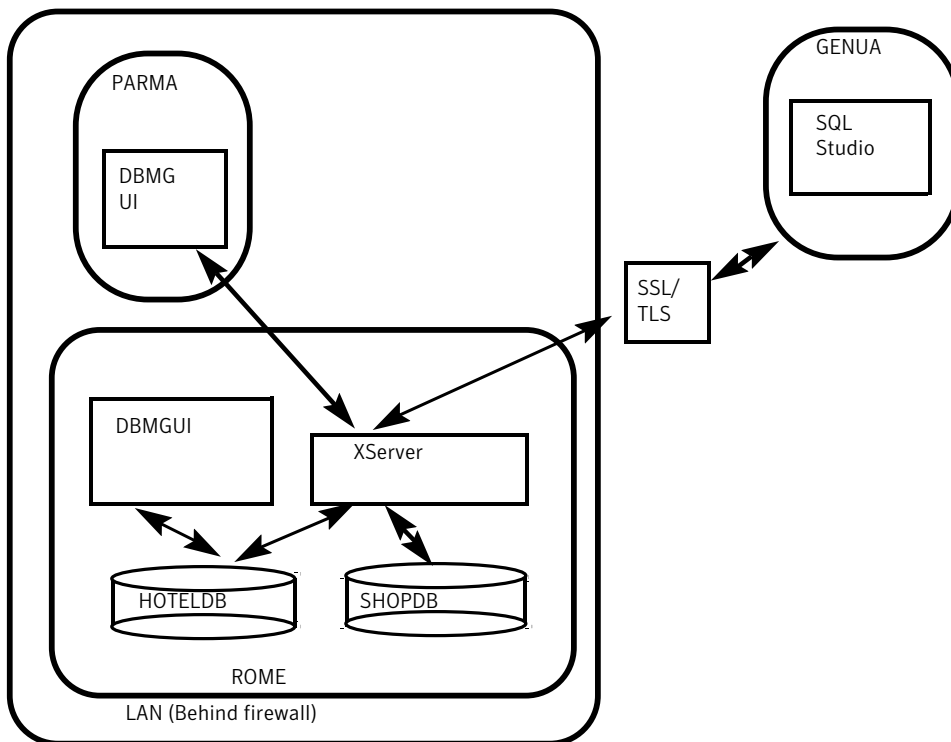 GENUA
PARMA
SQL
Studio
DBMG
UI
SSL/
TLS
DBMGUI
XServer
HOTELDB
SHOPDB
ROME
LAN (Behind firewall)